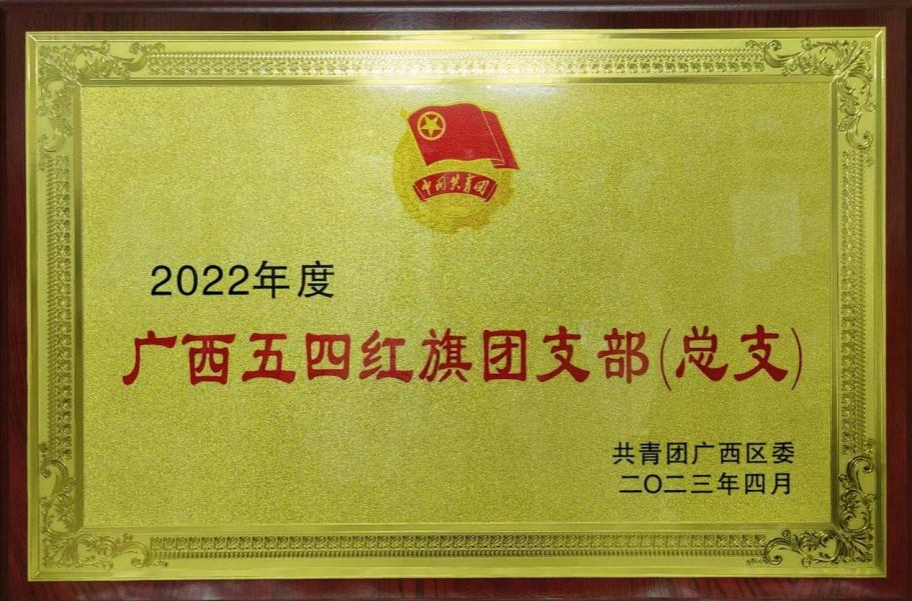 中国共青团
2022年度
广西五四红旗团支部(总支)
共青团广西区委
二〇二三年四月